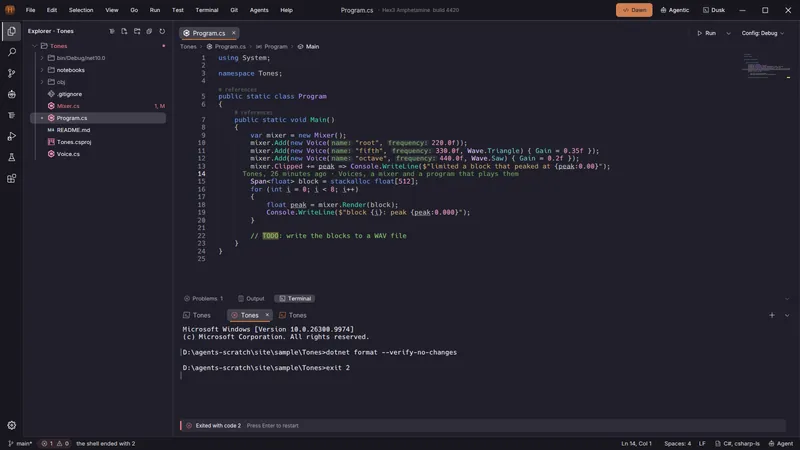 File Edit Selection View Go Run Test Terminal Git Agents Help
Program.cs - Hex3 Amphetamine build 4420
Dawn Agentic Dusk
Explorer - Tones
Tones
bin/Debug/net10.0
notebooks
obj
.gitignore
Mixer.cs 1, M
Program.cs
README.md
Tones.csproj
Voice.cs
Program.cs ×
Run Config: Debug
Tones > Program.cs > Program > Main
1 using System;
2
3 namespace Tones;
4
# references
5 public static class Program
6 {
# references
7 public static void Main()
8 {
9 var mixer = new Mixer();
10 mixer.Add(new Voice(name: "root", frequency: 220.0f));
11 mixer.Add(new Voice(name: "fifth", frequency: 330.0f, Wave.Triangle) { Gain = 0.35f });
12 mixer.Add(new Voice(name: "octave", frequency: 440.0f, Wave.Saw) { Gain = 0.2f });
13 mixer.Clipped += peak => Console.WriteLine($"limited a block that peaked at {peak:0.00}");
14 Tones, 26 minutes ago · Voices, a mixer and a program that plays them
15 Span<float> block = stackalloc float[512];
16 for (int i = 0; i < 8; i++)
17 {
18 float peak = mixer.Render(block);
19 Console.WriteLine($"block {i}: peak {peak:0.000}");
20 }
21
22 // TODO: write the blocks to a WAV file
23 }
24 }
25
Problems: 1 Output Terminal
Tones Tones × Tones
Microsoft Windows [Version 10.0.26300.9974]
(c) Microsoft Corporation. All rights reserved.
D:\agents-scratch\site\sample\Tones>dotnet format --verify-no-changes
D:\agents-scratch\site\sample\Tones>exit 2
Exited with code 2 Press Enter to restart
main* 1 0 the shell ended with 2
Ln 14, Col 1 Spaces: 4 LF C#, csharp-ls Agent